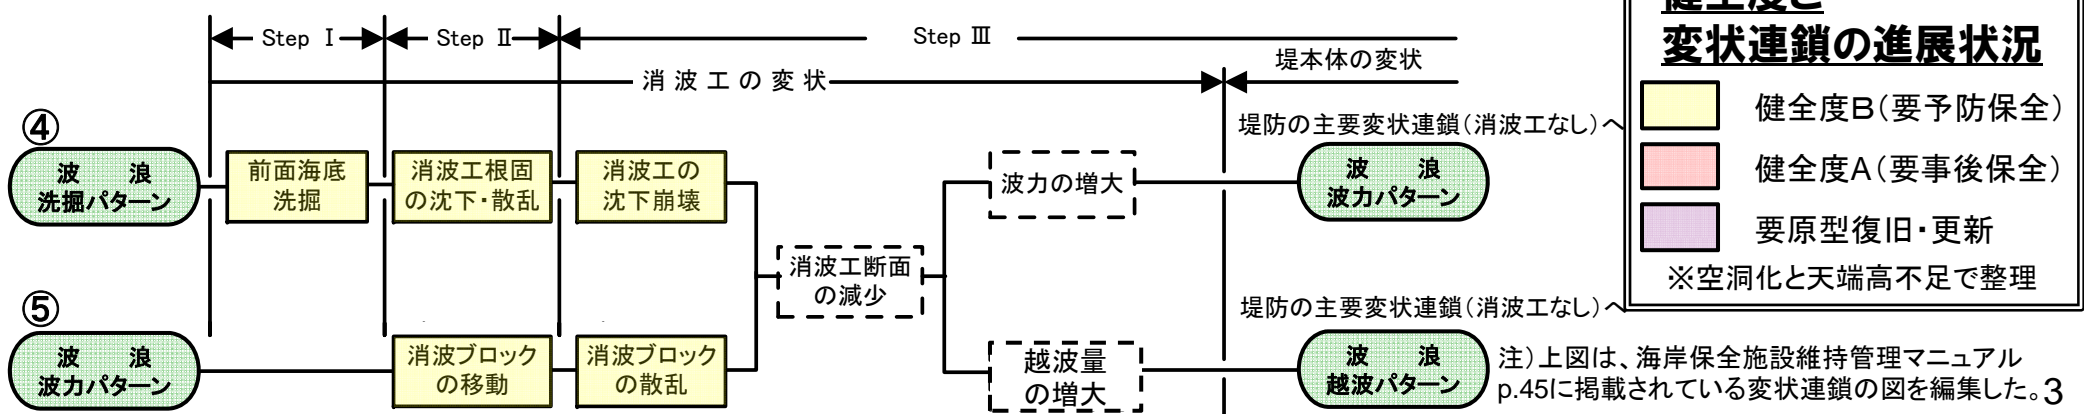 Step Ⅰ
Step Ⅱ
Step Ⅲ
消波工の変状
堤本体の変状
④
波　浪
洗掘パターン
前面海底
洗掘
消波工根固
の沈下・散乱
消波工の
沈下崩壊
消波工断面
の減少
波力の増大
堤防の主要変状連鎖（消波工なし）へ
波　浪
波力パターン
⑤
波　浪
波力パターン
消波ブロック
の移動
消波ブロック
の散乱
越波量
の増大
堤防の主要変状連鎖（消波工なし）へ
波　浪
越波パターン
変状連鎖の進展状況
健全度B（要予防保全）
健全度A（要事後保全）
要原型復旧・更新
※空洞化と天端高不足で整理
注）上図は、海岸保全施設維持管理マニュアル
p.45に掲載されている変状連鎖の図を編集した。
3